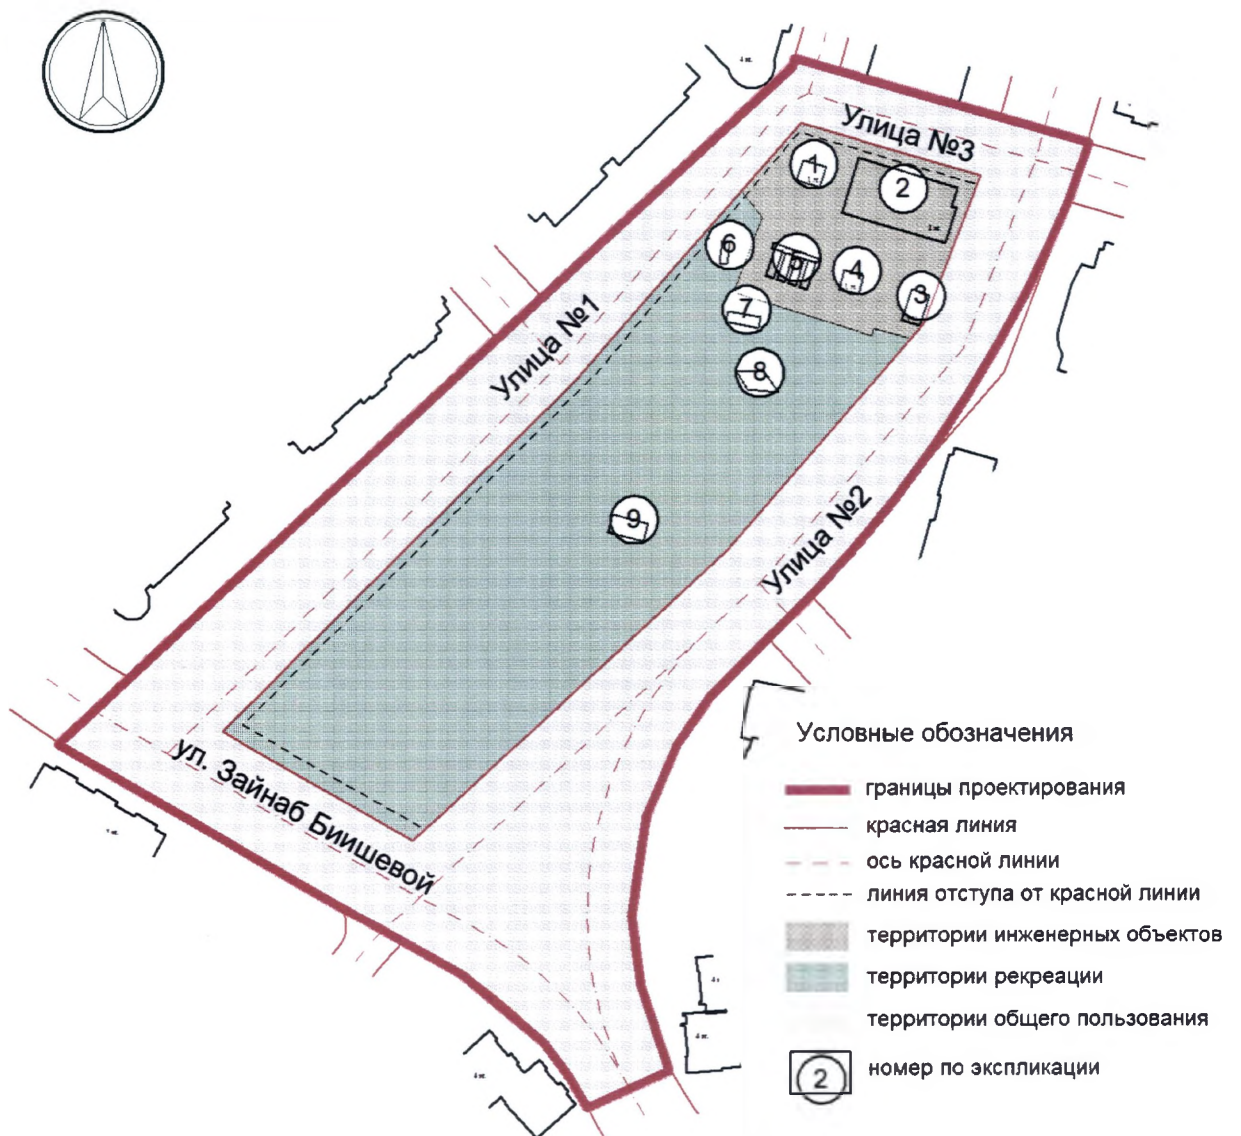 Улица №3
1
2
6
5
4
3
7
8
Улица №1
9
Улица №2
ул. Зайнаб Биишевой
Условные обозначения
границы проектирования
красная линия
ось красной линии
линия отступа от красной линии
территории инженерных объектов
территории рекреации
территории общего пользования
2
номер по экспликации